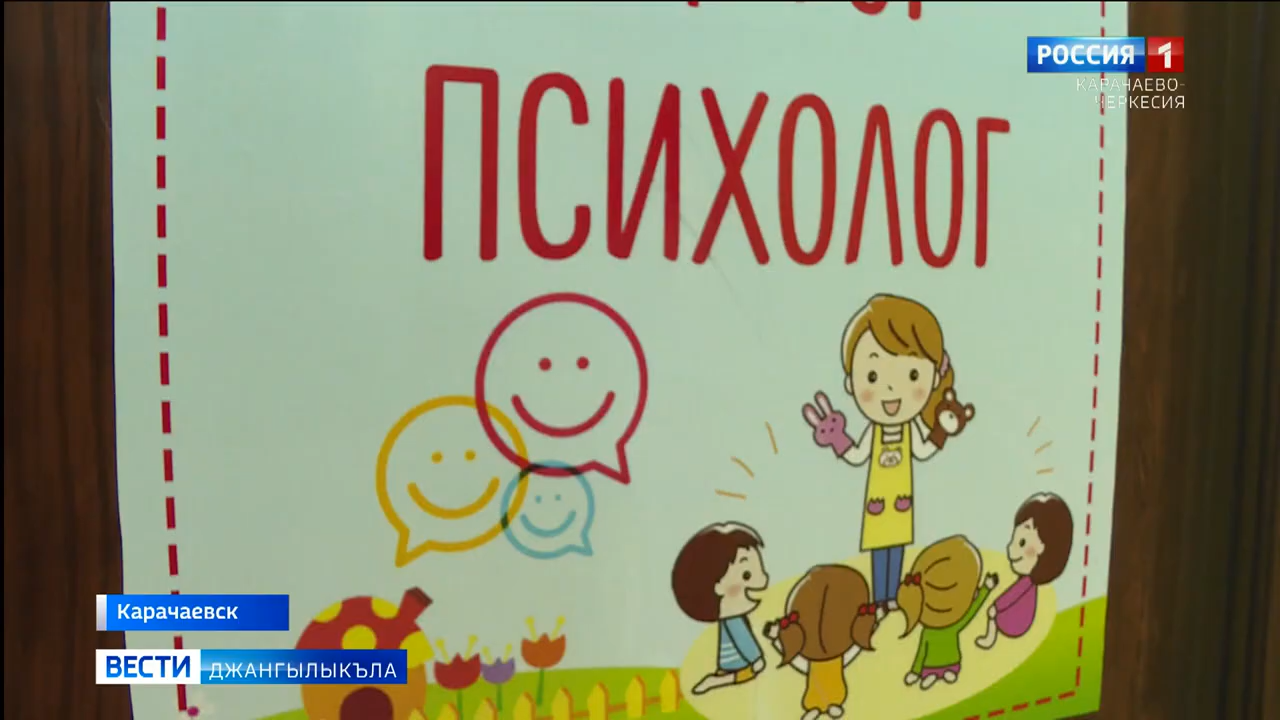 РОССИЯ 1
КАРАЧАЕВО-
ЧЕРКЕСИЯ
ПСИХОЛОГ
Карачаевск
ВЕСТИ ДЖАНГЫЛЫКЪЛА